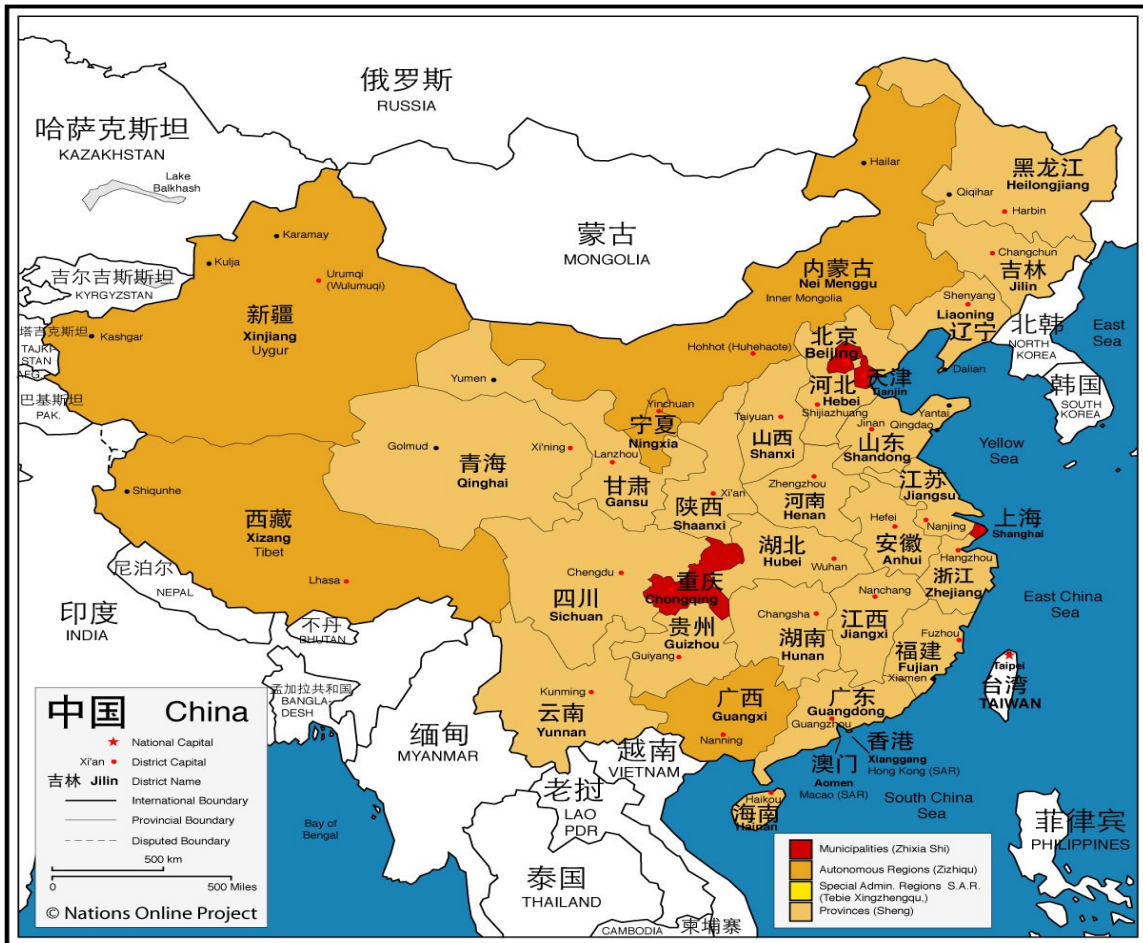 俄罗斯
RUSSIA
哈萨克斯坦
KAZAKHSTAN
Lake
Balkhash
黑龙江
Heilongjiang
Hailar
Qiqihar
Harbin
蒙古
MONGOLIA
Karamay
Kulja
Urumqi
(Wulumuqi)
吉尔吉斯斯坦
KYRGYZSTAN
Changchun
吉林
Jilin
内蒙古
Nei Menggu
Inner Mongolia
Shenyang
Liaoning
辽宁
新疆
Xinjiang
Uygur
塔吉克斯坦
TAJKI-
STAN
AFG.
Kashgar
巴基斯坦
PAK.
北韩
NORTH
KOREA
East
Sea
韩国
SOUTH
KOREA
Hohhot (Huhehaote)
北京
Beijing
天津
Tianjin
Dalian
河北
Hebei
Shijiazhuang
Yumen
Yinchuan
宁夏
Ningxia
Taiyuan
山西
Shanxi
Jinan
Yantai
Qingdao
山东
Shandong
Yellow
Sea
Golmud
Xi'ning
青海
Qinghai
Lanzhou
甘肃
Gansu
Shiqunhe
西藏
Xizang
Tibet
Lhasa
陕西
Shaanxi
Xi'an
Zhengzhou
河南
Henan
江苏
Jiangsu
Hefei
Nanjing
安徽
Anhui
上海
Shanghai
Hangzhou
浙江
Zhejiang
湖北
Hubei
Wuhan
重庆
Chongqing
Chengdu
四川
Sichuan
尼泊尔
NEPAL
印度
INDIA
不丹
BHUTAN
孟加拉共和国
BANGLA-
DESH
East China
Sea
Nanchang
江西
Jiangxi
Changsha
湖南
Hunan
贵州
Guizhou
Guiyang
Fuzhou
福建
Fujian
Xiamen
Taipei
台湾
TAIWAN
Kunming
云南
Yunnan
广西
Guangxi
Nanning
广东
Guangdong
Guangzhou
香港
Xianggang
Hong Kong (SAR)
澳门
Aomen
Macao (SAR)
缅甸
MYANMAR
越南
VIETNAM
老挝
LAO
PDR
Haikou
海南
Hainan
South China
Sea
菲律宾
PHILIPPINES
Bay of
Bengal
泰国
THAILAND
CAMBODIA
柬埔寨
中国 China
National Capital
Xi'an District Capital
吉林 Jilin District Name
International Boundary
Provincial Boundary
Disputed Boundary
500 km
0 500 Miles
© Nations Online Project
Municipalities (Zhixia Shi)
Autonomous Regions (Zizhiqu)
Special Admin. Regions S.A.R.
(Tebie Xingzhengqu,)
Provinces (Sheng)